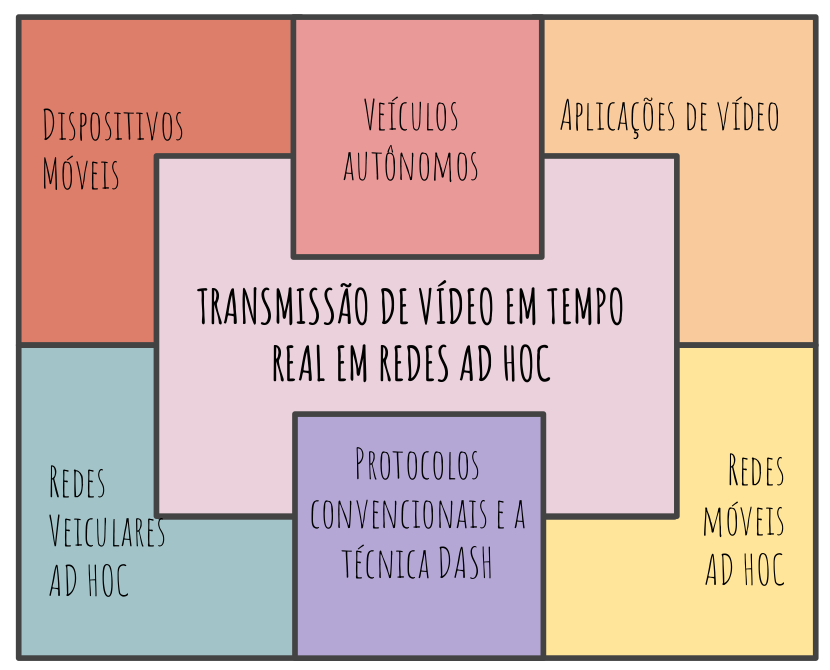 Dispositivos
Móveis
Veículos
autônomos
Aplicações de vídeo
TRANSMISSÃO DE VÍDEO EM TEMPO
REAL EM REDES AD HOC
Redes
Veiculares
AD HOC
Protocolos
convencionais e a
técnica DASH
Redes
móveis
AD HOC